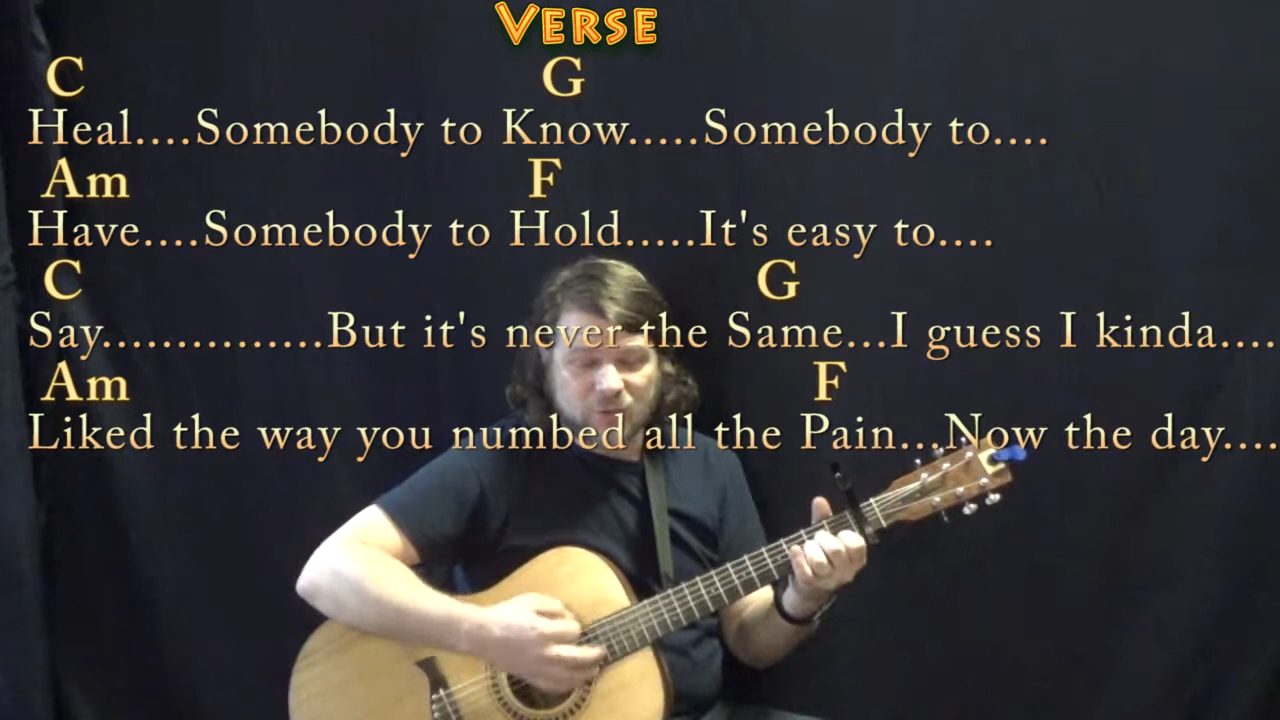 VERSE
C G
Heal....Somebody to Know.....Somebody to....
Am F
Have....Somebody to Hold.....It's easy to....
C G
Say...............But it's never the Same...I guess I kinda....
Am F
Liked the way you numbed all the Pain...Now the day....